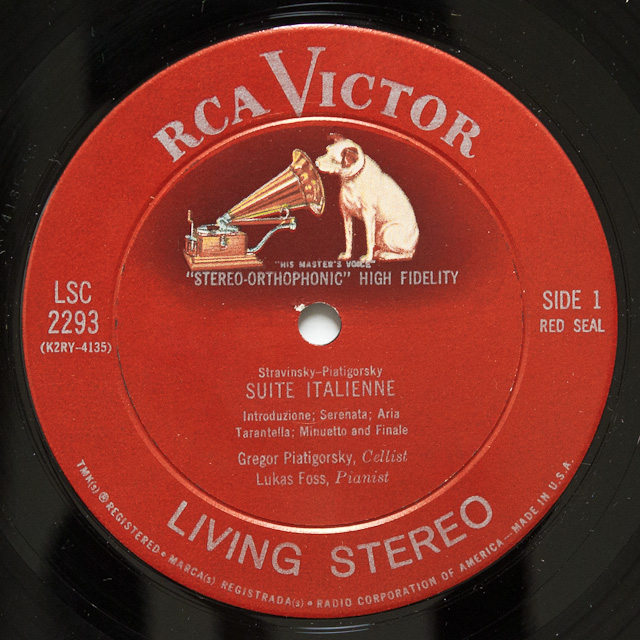 RCA VICTOR
"HIS MASTER'S VOICE"
"STEREO-ORTHOPHONIC" HIGH FIDELITY
LSC
2293
(K2RY-4135)
SIDE 1
RED SEAL
Stravinsky-Piatigorsky
SUITE ITALIENNE
Introduzione; Serenata; Aria
Tarantella; Minuetto and Finale
Gregor Piatigorsky, Cellist
Lukas Foss, Pianist
LIVING STEREO
TMK(s) ® REGISTERED • MARCA(s) REGISTRADA(s) • RADIO CORPORATION OF AMERICA—MADE IN U.S.A.